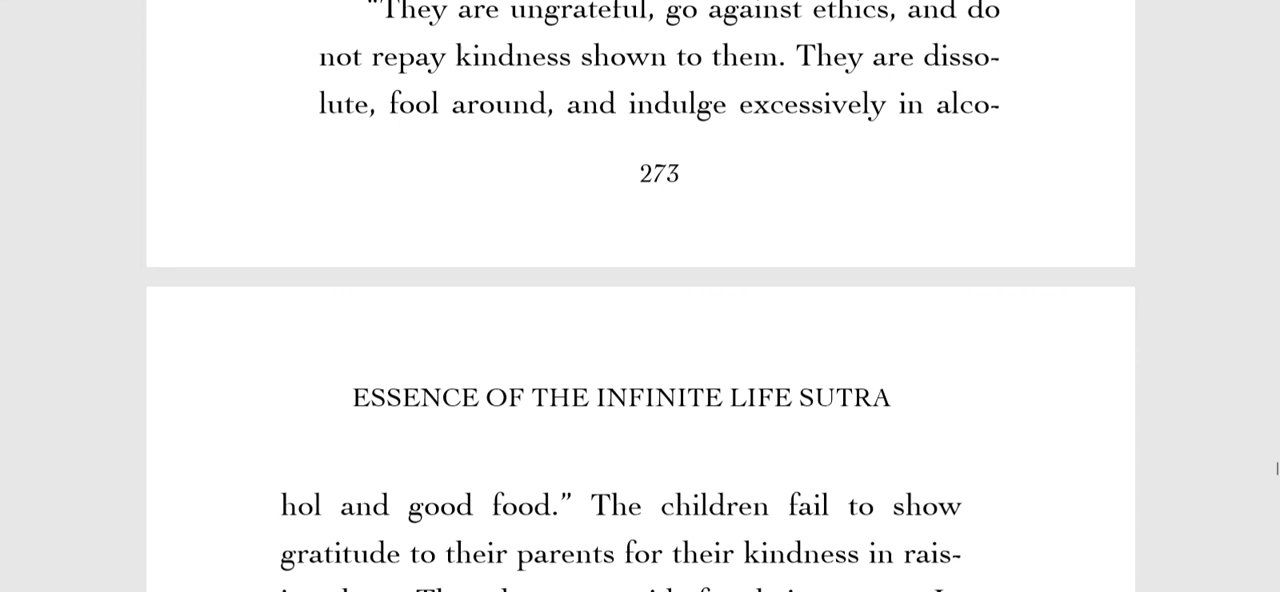 "They are ungrateful, go against ethics, and do
not repay kindness shown to them. They are disso-
lute, fool around, and indulge excessively in alco-
273
ESSENCE OF THE INFINITE LIFE SUTRA
hol and good food.” The children fail to show
gratitude to their parents for their kindness in rais-